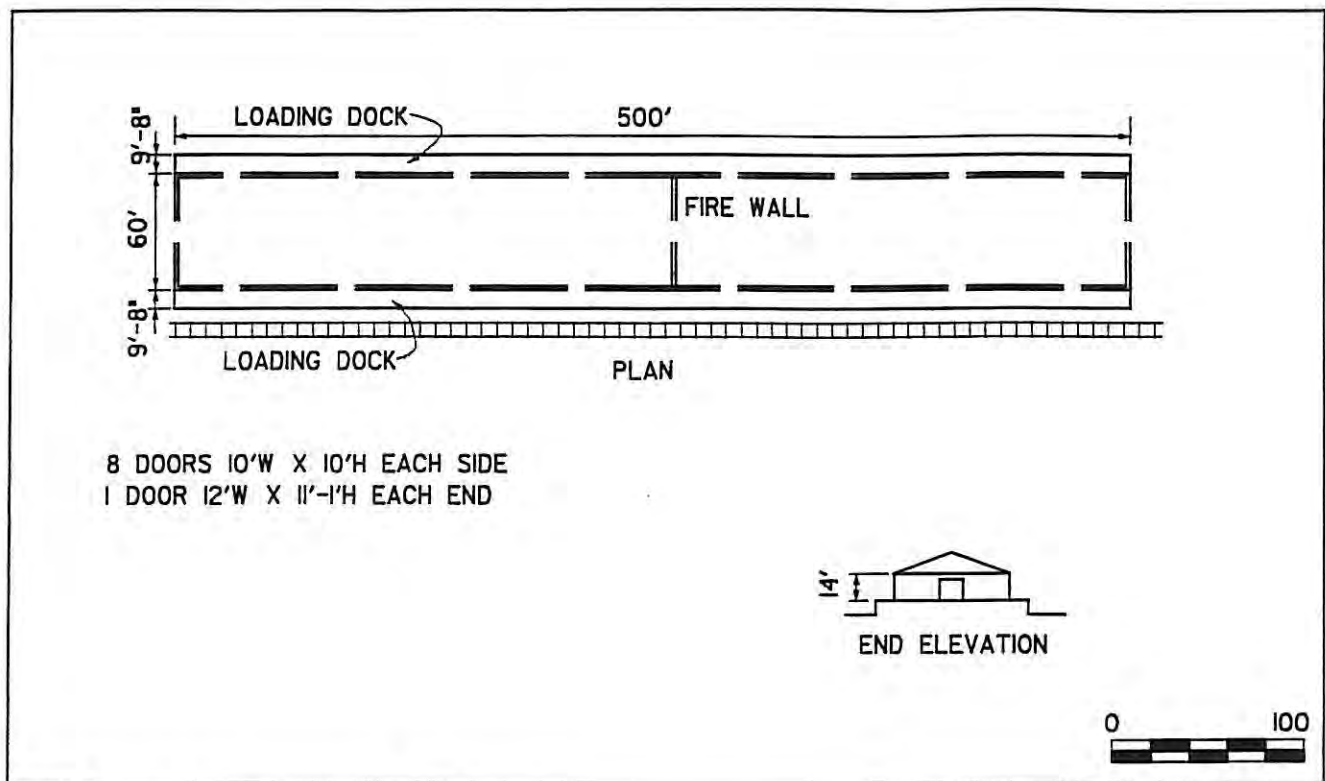 LOADING DOCK
500'
9'-8"
FIRE WALL
60'
9'-8"
LOADING DOCK
PLAN
8 DOORS 10'W X 10'H EACH SIDE
1 DOOR 12'W X 11'-1'H EACH END
14'
END ELEVATION
0 100